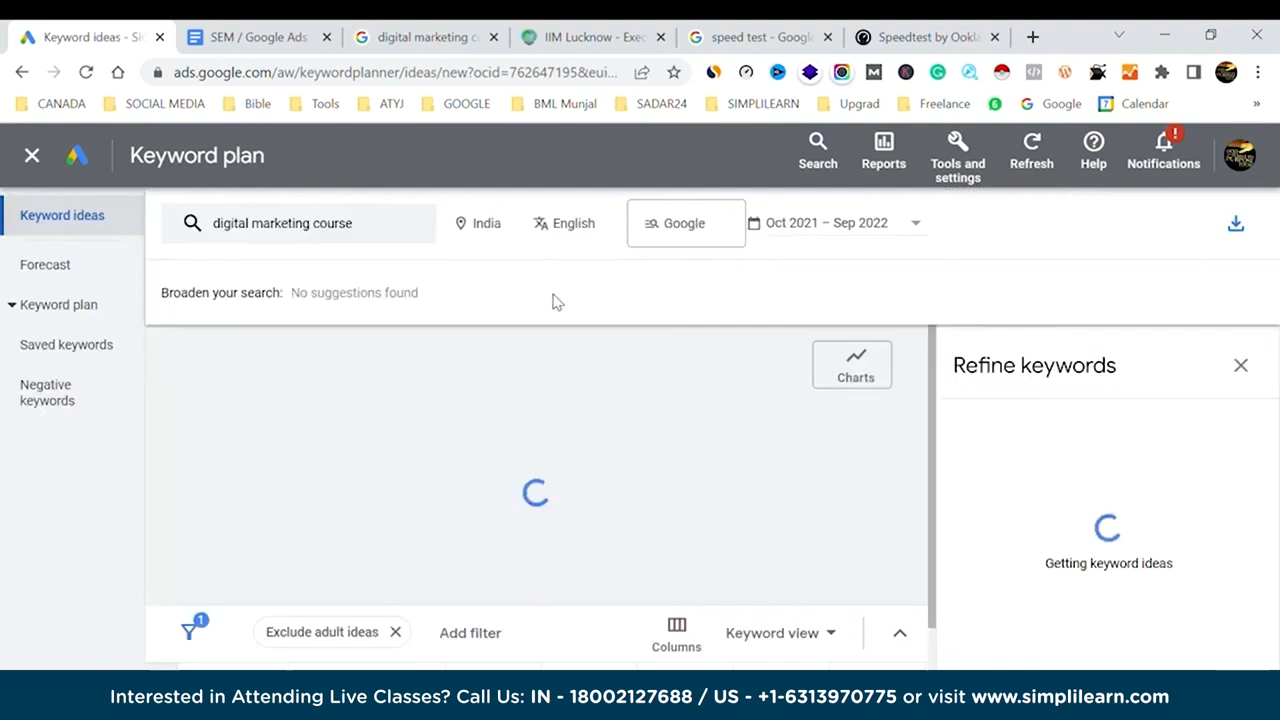 Keyword ideas - Si
SEM / Google Ads
digital marketing c
IIM Lucknow - Exec
speed test - Google
Speedtest by Ookla
ads.google.com/aw/keywordplanner/ideas/new?ocid=762647195&eui...
CANADA
SOCIAL MEDIA
Bible
Tools
ATYJ
GOOGLE
BML Munjal
SADAR24
SIMPLILEARN
Upgrad
Freelance
Google
Calendar
Keyword plan
Search
Reports
Tools and
settings
Refresh
Help
Notifications
Keyword ideas
Forecast
Keyword plan
Saved keywords
Negative
keywords
digital marketing course
India
English
Google
Oct 2021 – Sep 2022
Broaden your search: No suggestions found
Charts
Refine keywords
Getting keyword ideas
1
Exclude adult ideas
Add filter
Columns
Keyword view
Interested in Attending Live Classes? Call Us: IN - 18002127688 / US - +1-6313970775 or visit www.simplilearn.com